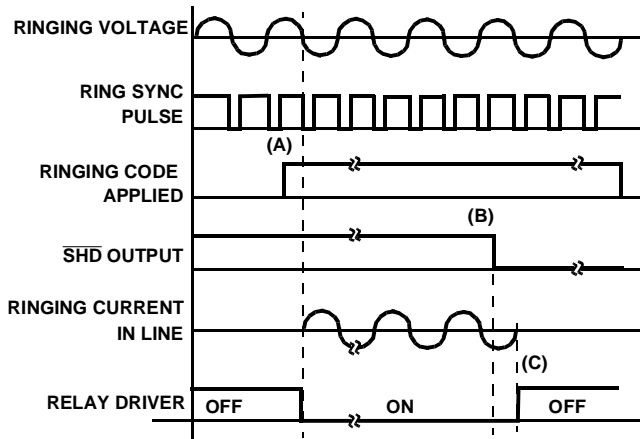 RINGING VOLTAGE
RING SYNC
PULSE
(A)
RINGING CODE
APPLIED
(B)
SHD OUTPUT
RINGING CURRENT
IN LINE
(C)
RELAY DRIVER
OFF
ON
OFF